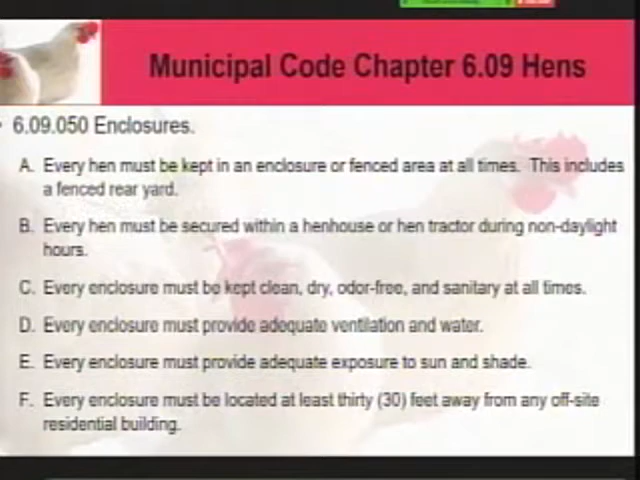 Municipal Code Chapter 6.09 Hens
• 6.09.050 Enclosures.
A. Every hen must be kept in an enclosure or fenced area at all times. This includes
a fenced rear yard.
B. Every hen must be secured within a henhouse or hen tractor during non-daylight
hours.
C. Every enclosure must be kept clean, dry, odor-free, and sanitary at all times.
D. Every enclosure must provide adequate ventilation and water.
E. Every enclosure must provide adequate exposure to sun and shade.
F. Every enclosure must be located at least thirty (30) feet away from any off-site
residential building.